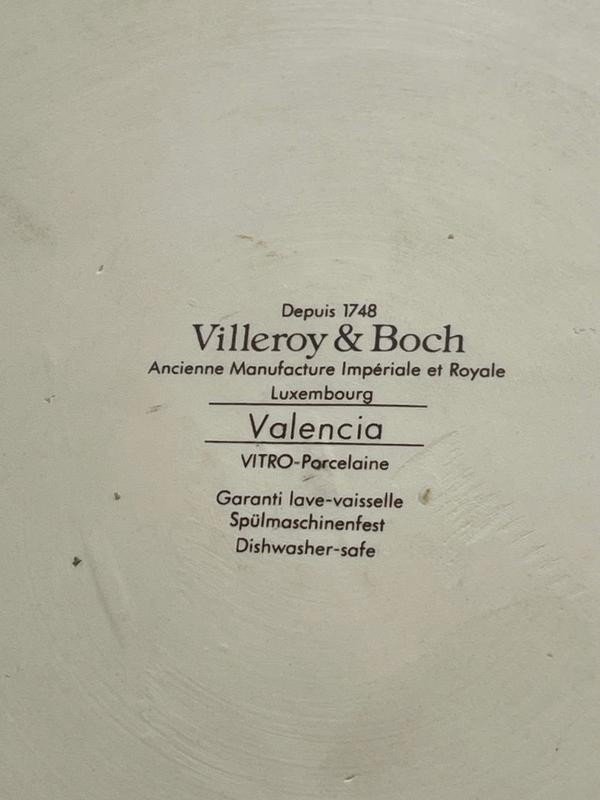 Depuis 1748
Villeroy & Boch
Ancienne Manufacture Impériale et Royale
Luxembourg
Valencia
VITRO-Porcelaine
Garanti lave-vaisselle
Spülmaschinenfest
Dishwasher-safe